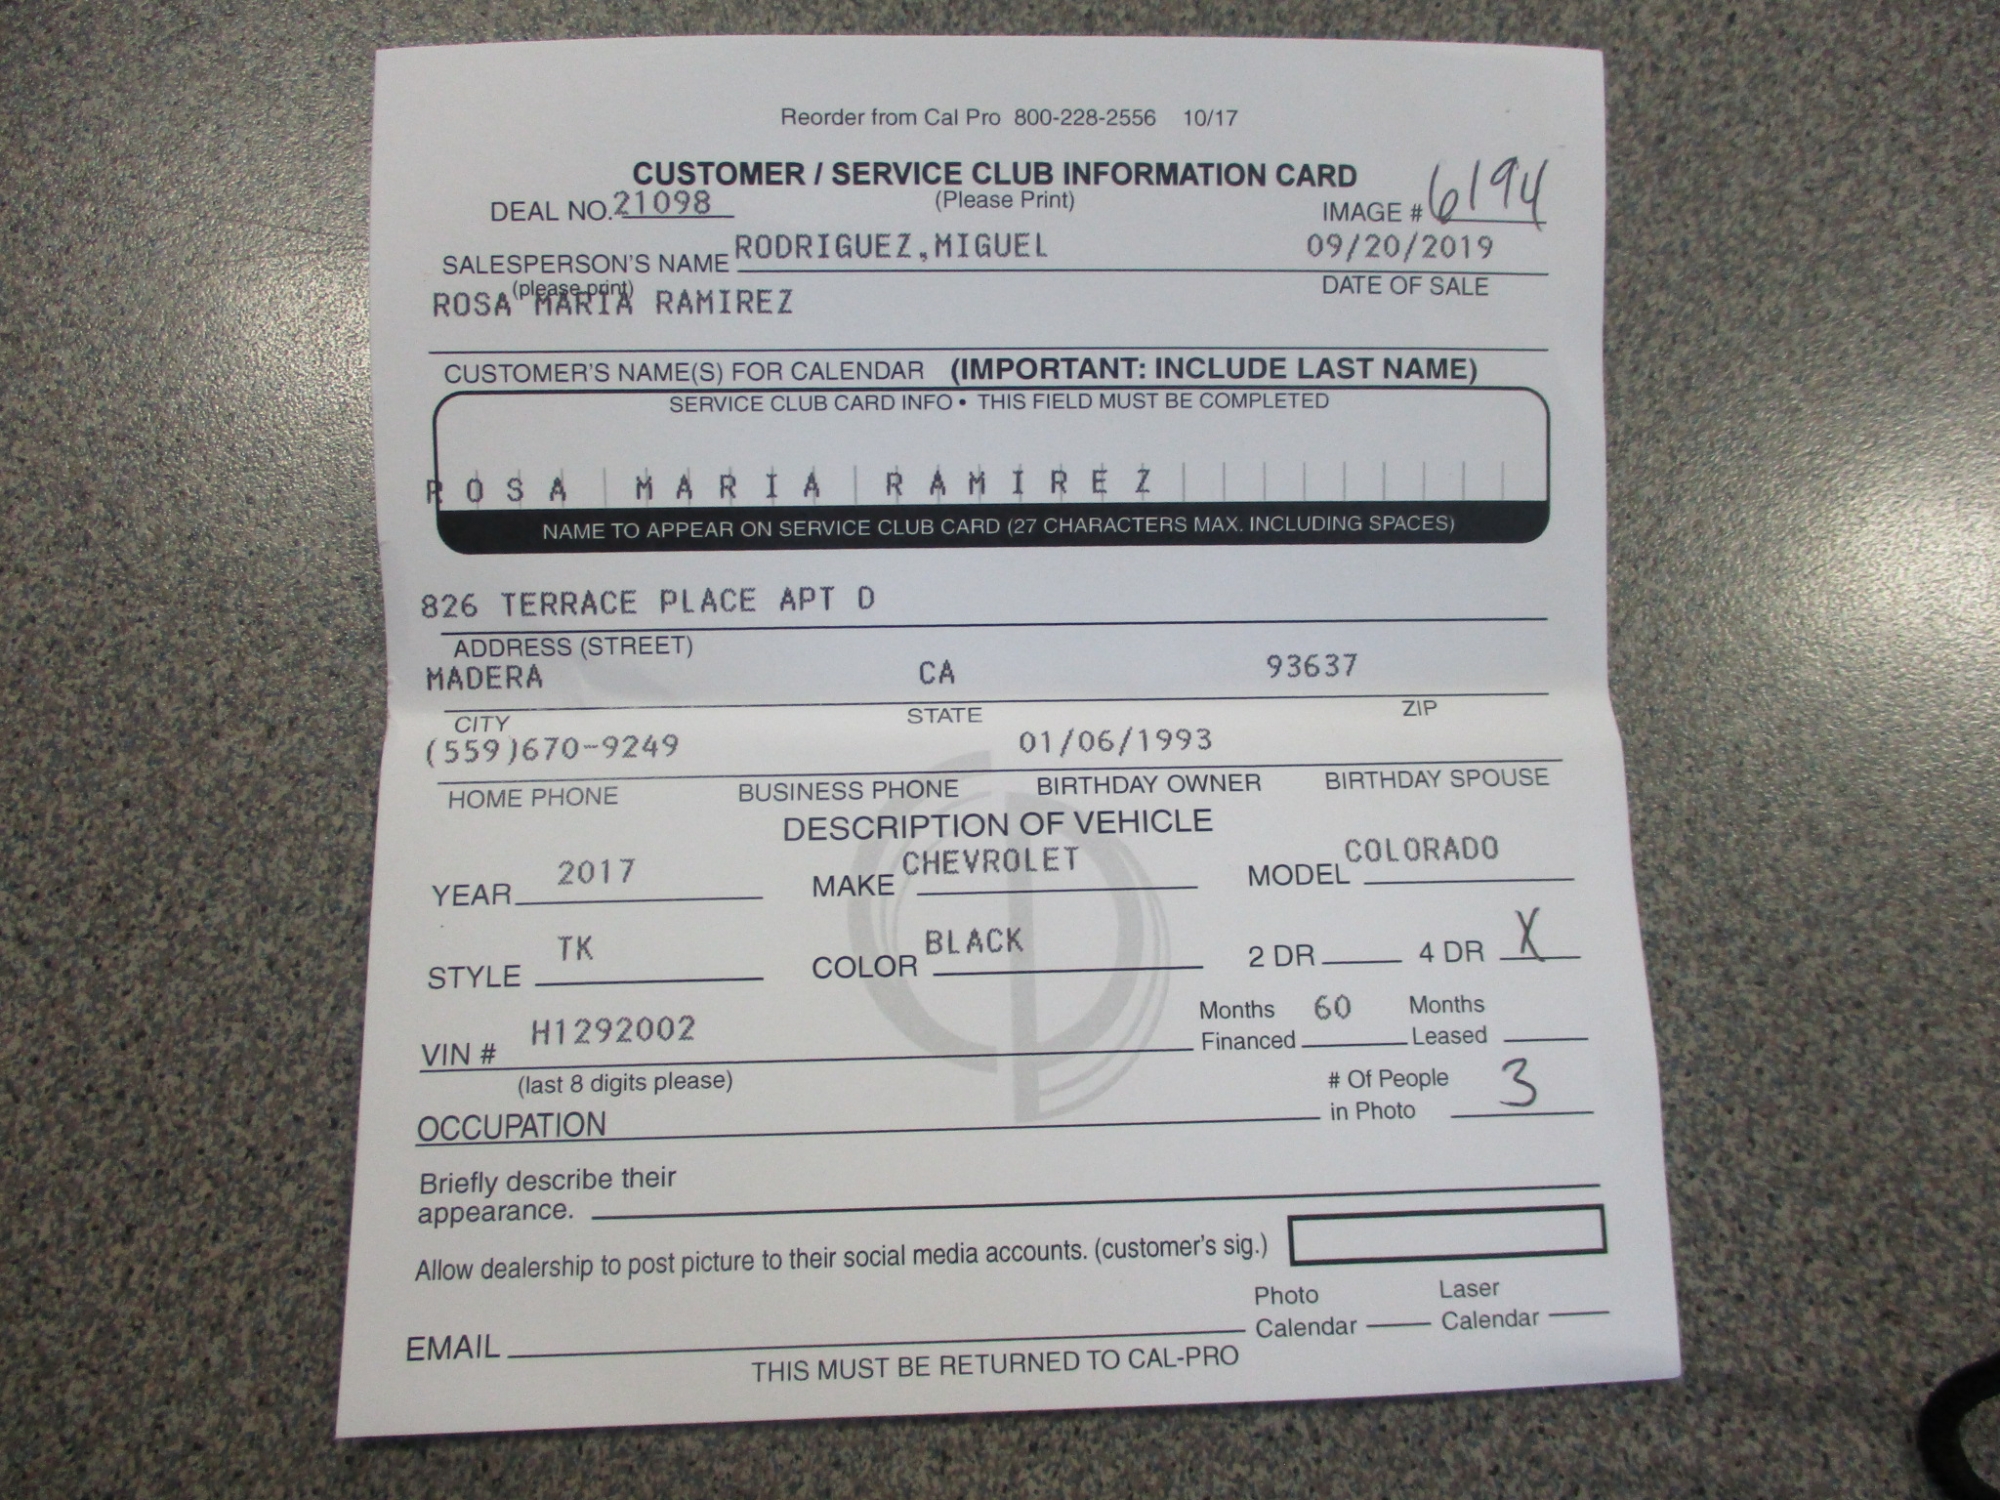 Reorder from Cal Pro 800-228-2556 10/17
CUSTOMER / SERVICE CLUB INFORMATION CARD
DEAL NO. 21098 (Please Print) IMAGE # 6194
SALESPERSON'S NAME RODRIGUEZ,MIGUEL 09/20/2019
(please print) DATE OF SALE
ROSA MARIA RAMIREZ
CUSTOMER'S NAME(S) FOR CALENDAR (IMPORTANT: INCLUDE LAST NAME)
SERVICE CLUB CARD INFO • THIS FIELD MUST BE COMPLETED
ROSA MARIA RAMIREZ
NAME TO APPEAR ON SERVICE CLUB CARD (27 CHARACTERS MAX. INCLUDING SPACES)
826 TERRACE PLACE APT D
ADDRESS (STREET)
MADERA CA 93637
CITY STATE ZIP
(559)670-9249 01/06/1993
HOME PHONE BUSINESS PHONE BIRTHDAY OWNER BIRTHDAY SPOUSE
DESCRIPTION OF VEHICLE
YEAR 2017 MAKE CHEVROLET MODEL COLORADO
STYLE TK COLOR BLACK 2 DR 4 DR X
VIN # H1292002 Months Financed 60 Months Leased
(last 8 digits please)
OCCUPATION # Of People in Photo 3
Briefly describe their
appearance.
Allow dealership to post picture to their social media accounts. (customer's sig.)
EMAIL Photo Calendar Laser Calendar
THIS MUST BE RETURNED TO CAL-PRO